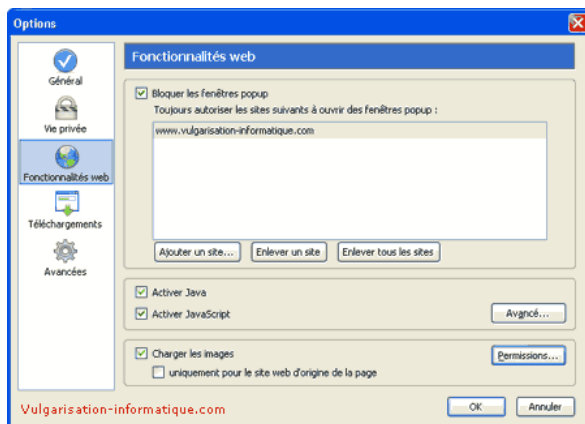 Options
Général
Vie privée
Fonctionnalités web
Téléchargements
Avancées
Fonctionnalités web
Bloquer les fenêtres popup
Toujours autoriser les sites suivants à ouvrir des fenêtres popup :
www.vulgarisation-informatique.com
Ajouter un site... Enlever un site Enlever tous les sites
Activer Java
Activer JavaScript Avancé...
Charger les images Permissions...
uniquement pour le site web d'origine de la page
Vulgarisation-informatique.com OK Annuler